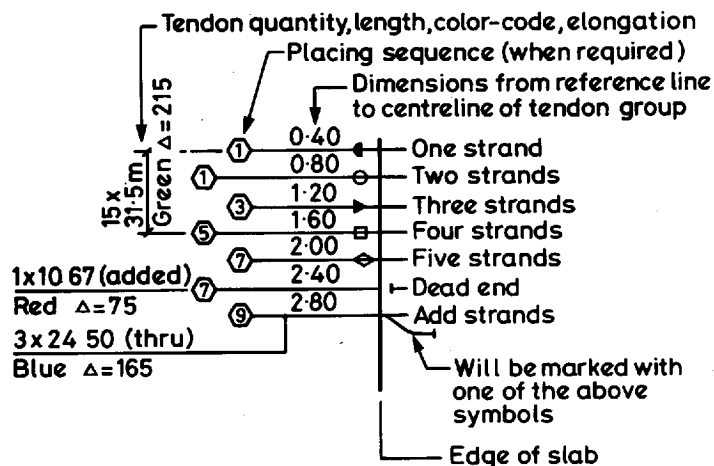 Tendon quantity, length, color-code, elongation
Placing sequence (when required)
Dimensions from reference line
to centreline of tendon group
15x
31.5m
Green Δ=215
1 0.40 One strand
1 0.80 Two strands
3 1.20 Three strands
5 1.60 Four strands
7 2.00 Five strands
1x10 67 (added)
Red Δ=75
7 2.40 Dead end
9 2.80 Add strands
3x24 50 (thru)
Blue Δ=165
Will be marked with
one of the above
symbols
Edge of slab